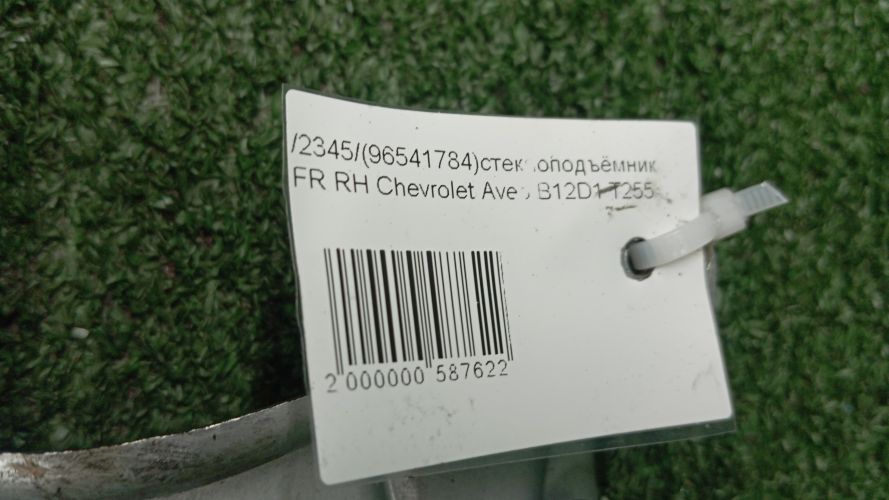 /2345/(96541784)стеклоподъёмник
FR RH Chevrolet Aveo B12D1 T255
2 000000 587622